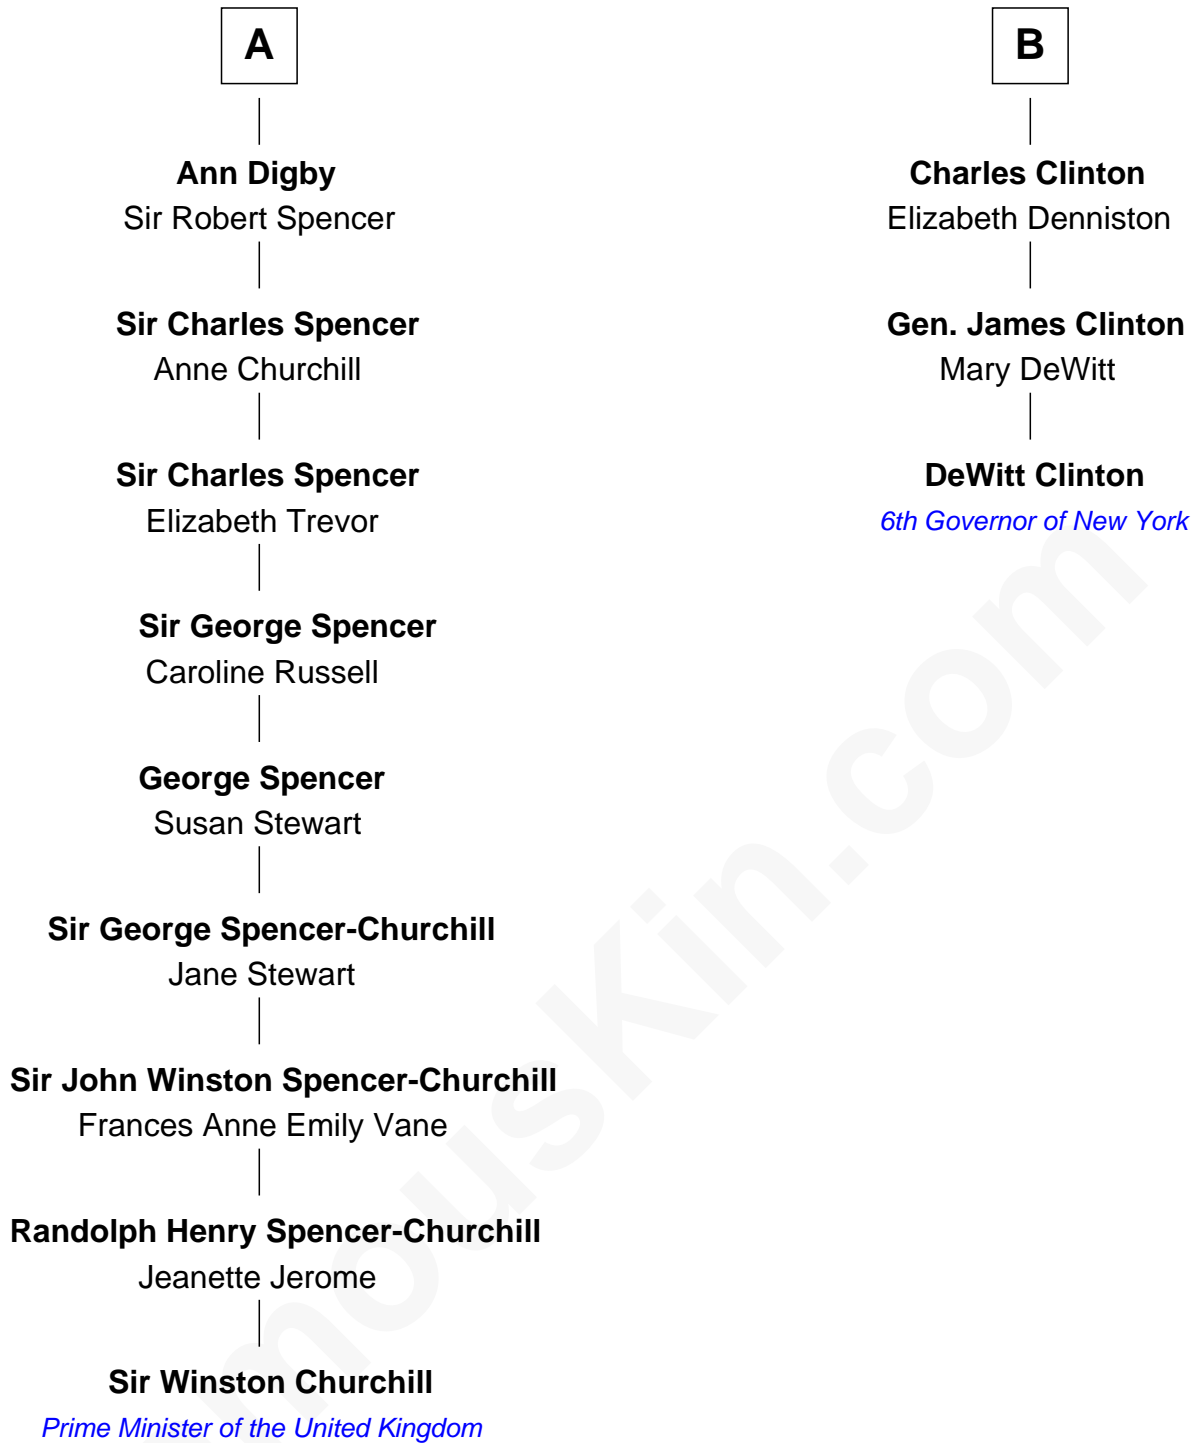 A
Ann Digby
Sir Robert Spencer
Sir Charles Spencer
Anne Churchill
Sir Charles Spencer
Elizabeth Trevor
Sir George Spencer
Caroline Russell
George Spencer
Susan Stewart
Sir George Spencer-Churchill
Jane Stewart
Sir John Winston Spencer-Churchill
Frances Anne Emily Vane
Randolph Henry Spencer-Churchill
Jeanette Jerome
Sir Winston Churchill
Prime Minister of the United Kingdom
B
Charles Clinton
Elizabeth Denniston
Gen. James Clinton
Mary DeWitt
DeWitt Clinton
6th Governor of New York
mousKin.com